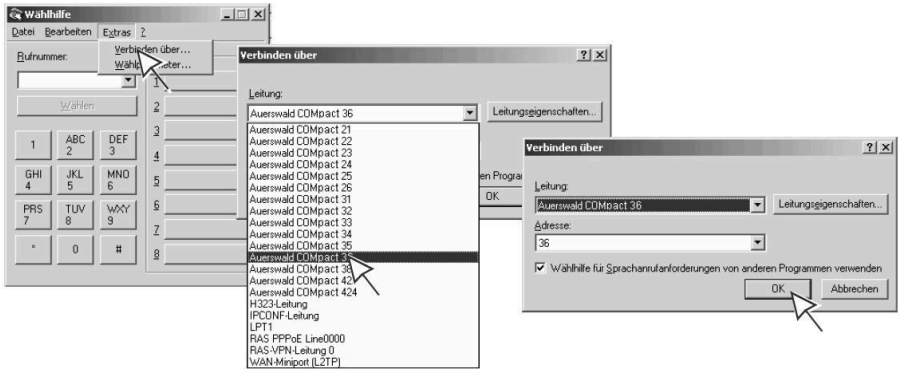 Wählhilfe
Datei Bearbeiten Extras ?
Verbinden über...
Rufnummer:
1
Wählen
2
3
4
5
6
7
8
1
ABC
2
DEF
3
GHI
4
JKL
5
MNO
6
PRS
7
TUV
8
WXY
9
*
0
#
Verbinden über
Leitung:
Auerswald COMpact 36
Leitungseigenschaften...
Auerswald COMpact 21
Auerswald COMpact 22
Auerswald COMpact 23
Auerswald COMpact 24
Auerswald COMpact 25
Auerswald COMpact 26
Auerswald COMpact 31
Auerswald COMpact 32
Auerswald COMpact 33
Auerswald COMpact 34
Auerswald COMpact 35
Auerswald COMpact
Auerswald COMpact 38
Auerswald COMpact
Auerswald COMpact 424
H323-Leitung
IPCONF-Leitung
LPT1
RAS PPPoE Line0000
RAS-VPN-Leitung 0
WAN-Miniport (L2TP)
OK
Verbinden über
Leitung:
Auerswald COMpact 36
Leitungseigenschaften...
Adresse:
36
Wählhilfe für Sprachanrufanforderungen von anderen Programmen verwenden
OK
Abbrechen